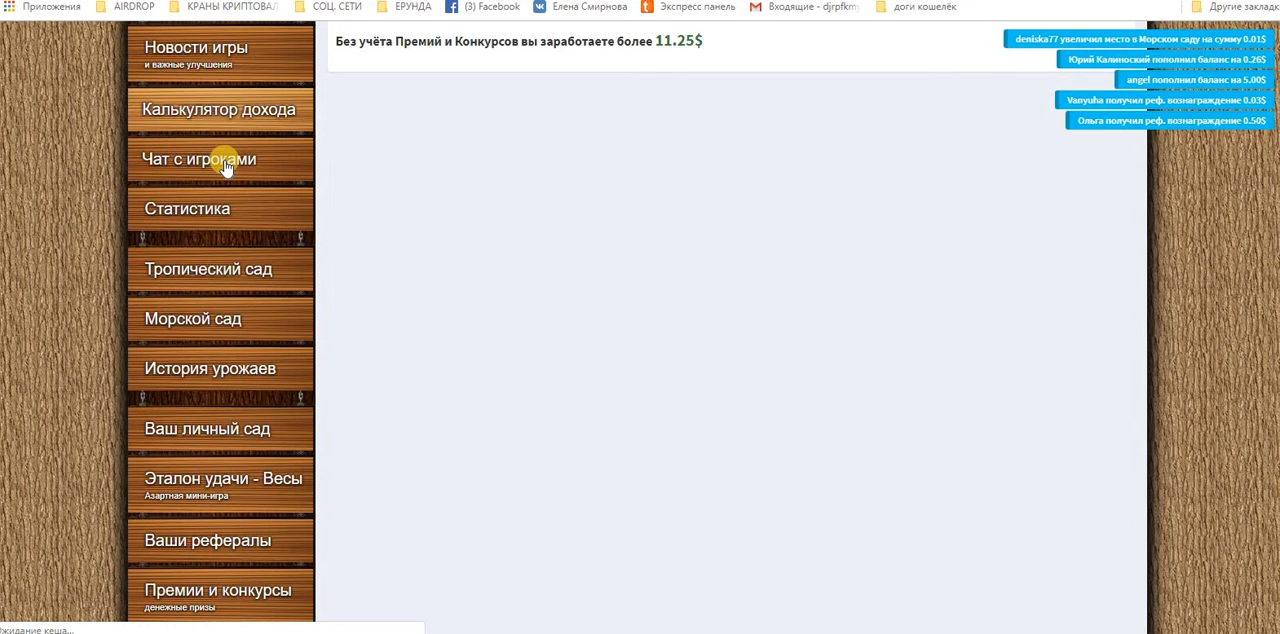 Приложения AIRDROP КРАНЫ КРИПТОВАЛ СОЦ. СЕТИ ЕРУНДА (3) Facebook Елена Смирнова Экспресс панель Входящие - djrpfkm доги кошелёк Другие заклад
Без учёта Премий и Конкурсов вы заработаете более 11.25$
deniska77 увеличил место в Морском саду на сумму 0.01$
Юрий Калиноский пополнил баланс на 0.26$
angel пополнил баланс на 5.00$
Vanyuha получил реф. вознаграждение 0.03$
Ольга получил реф. вознаграждение 0.50$
Новости игры
и важные улучшения
Калькулятор дохода
Чат с игроками
Статистика
Тропический сад
Морской сад
История урожаев
Ваш личный сад
Эталон удачи - Весы
Азартная мини-игра
Ваши рефералы
Премии и конкурсы
денежные призы
Ожидание кеша...